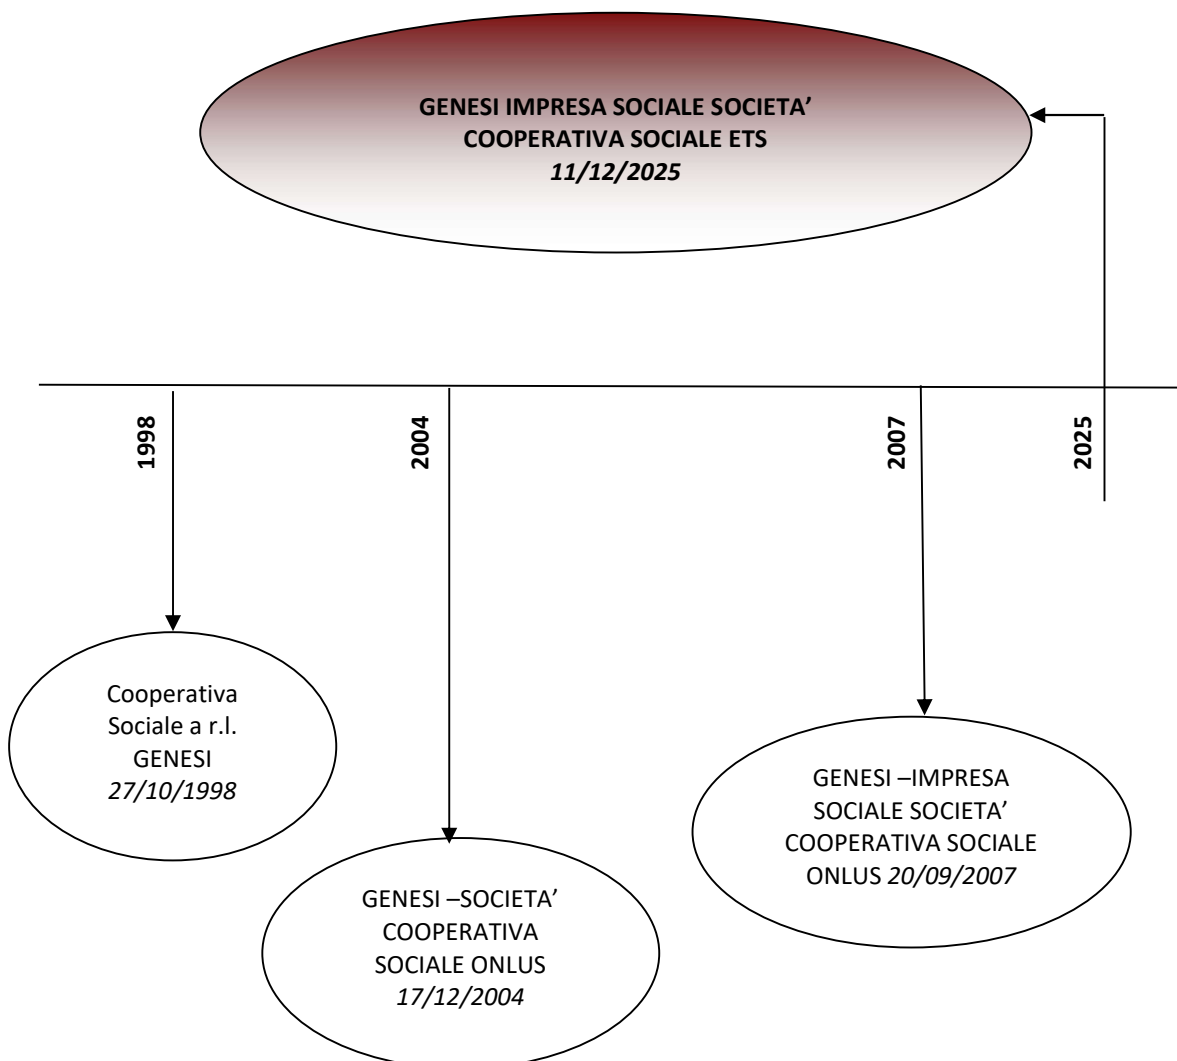 GENESI IMPRESA SOCIALE SOCIETA’
COOPERATIVA SOCIALE ETS
11/12/2025
1998
2004
2007
2025
Cooperativa
Sociale a r.l.
GENESI
27/10/1998
GENESI –SOCIETA’
COOPERATIVA
SOCIALE ONLUS
17/12/2004
GENESI –IMPRESA
SOCIALE SOCIETA’
COOPERATIVA SOCIALE
ONLUS 20/09/2007